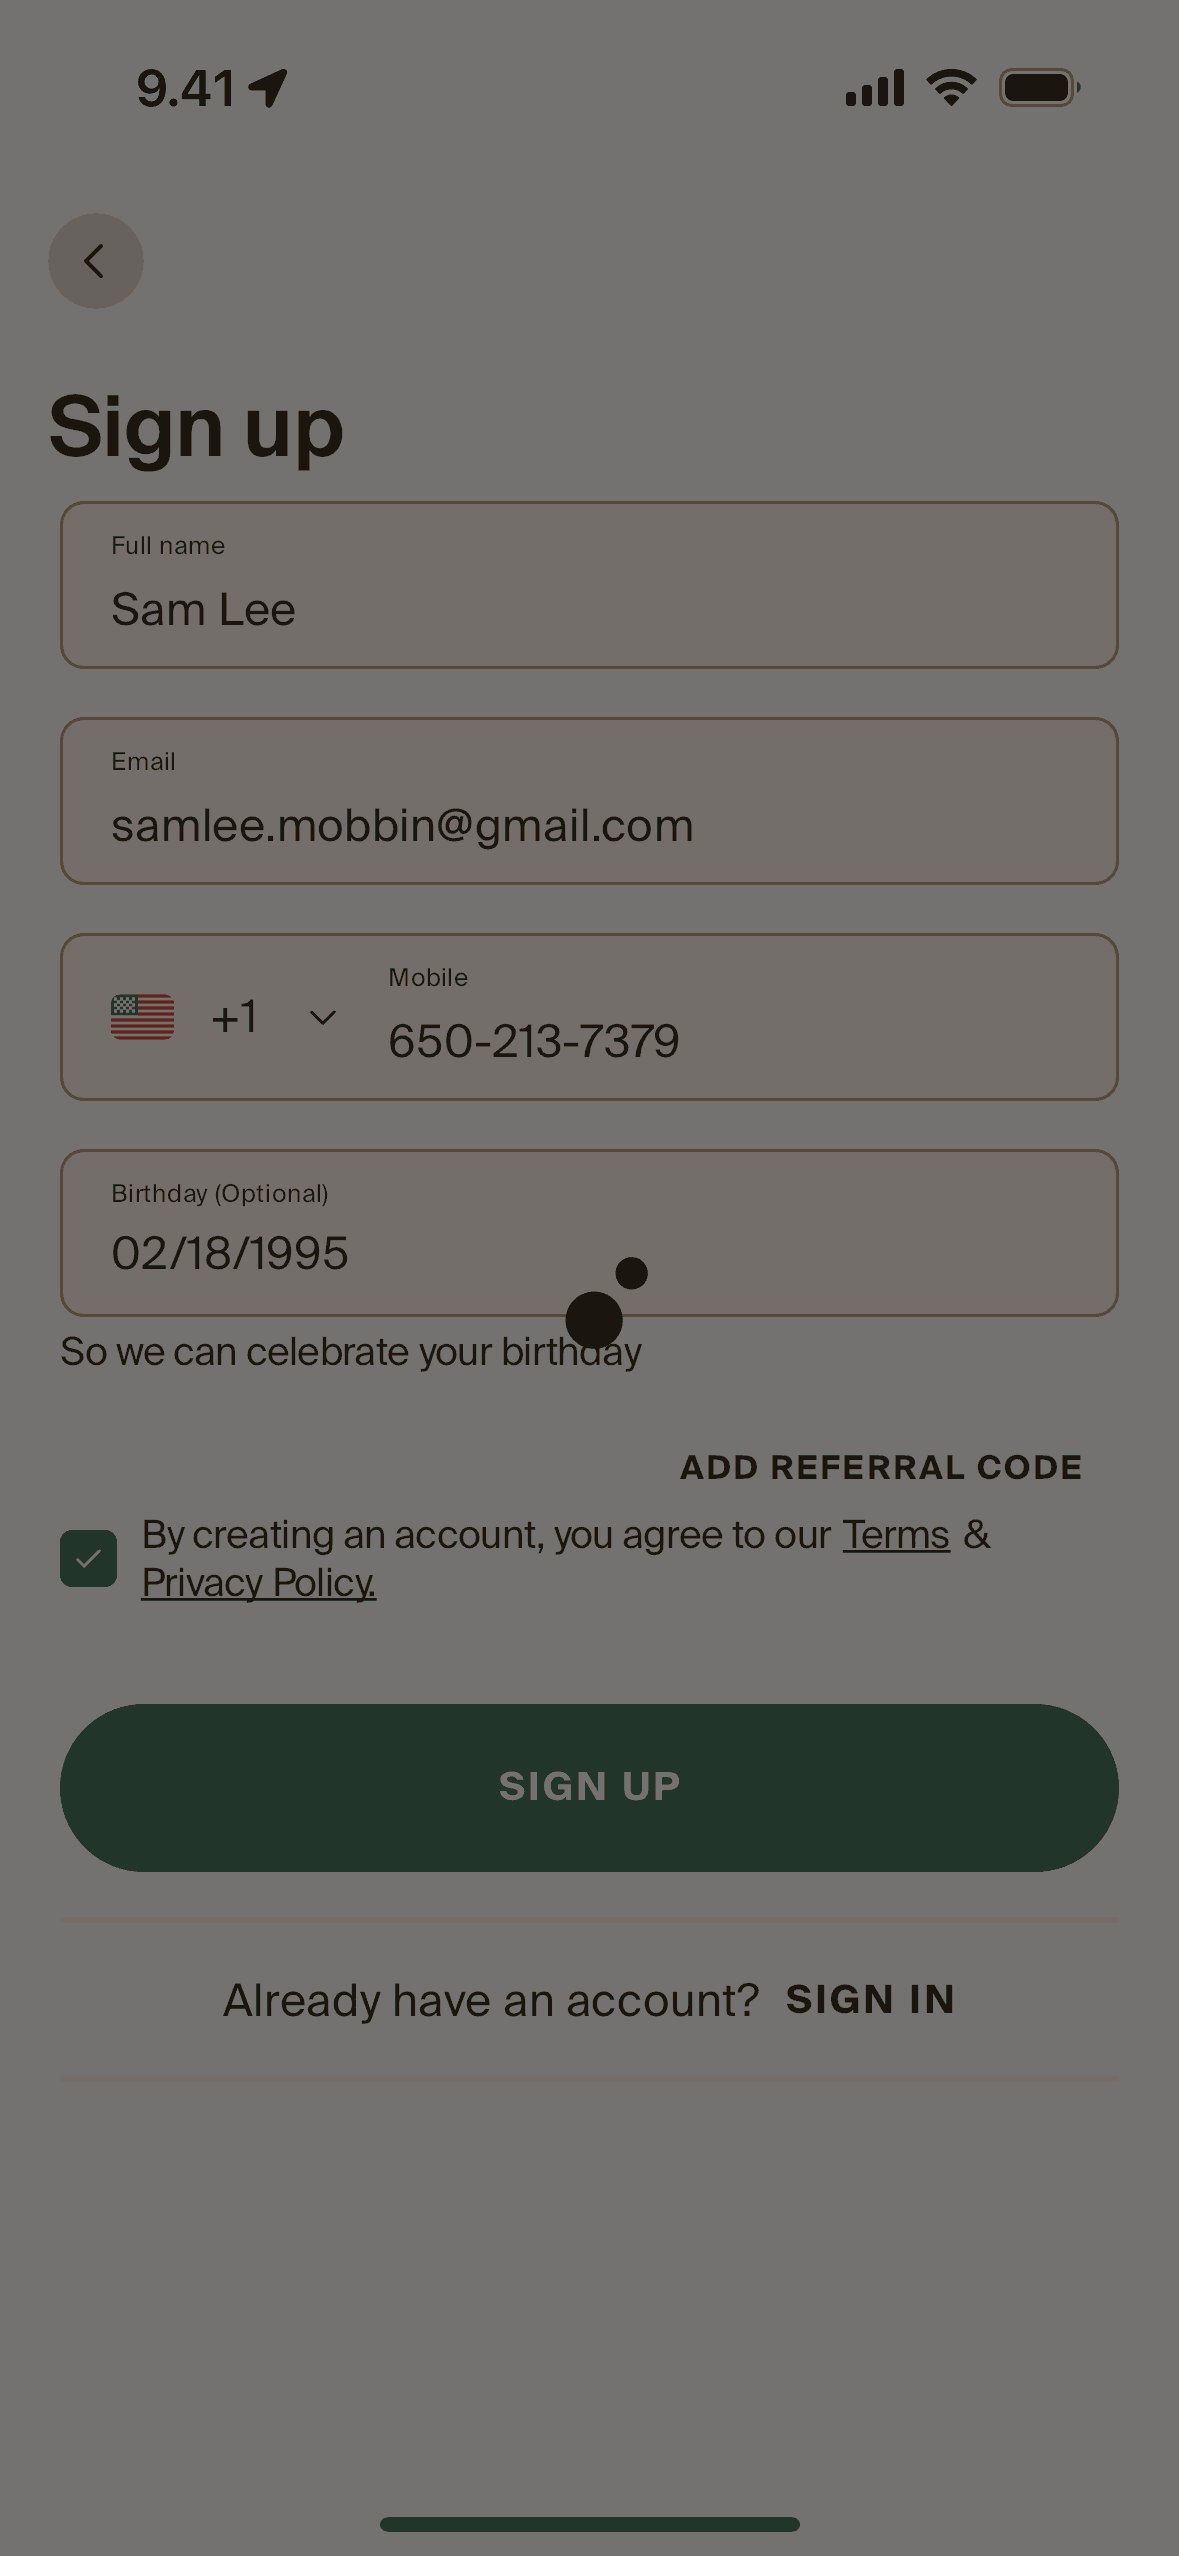 9.41
Sign up
Full name
Sam Lee
Email
samlee.mobbin@gmail.com
Mobile
+1 650-213-7379
Birthday (Optional)
02/18/1995
So we can celebrate your birthday
ADD REFERRAL CODE
By creating an account, you agree to our Terms &
Privacy Policy.
SIGN UP
Already have an account? SIGN IN